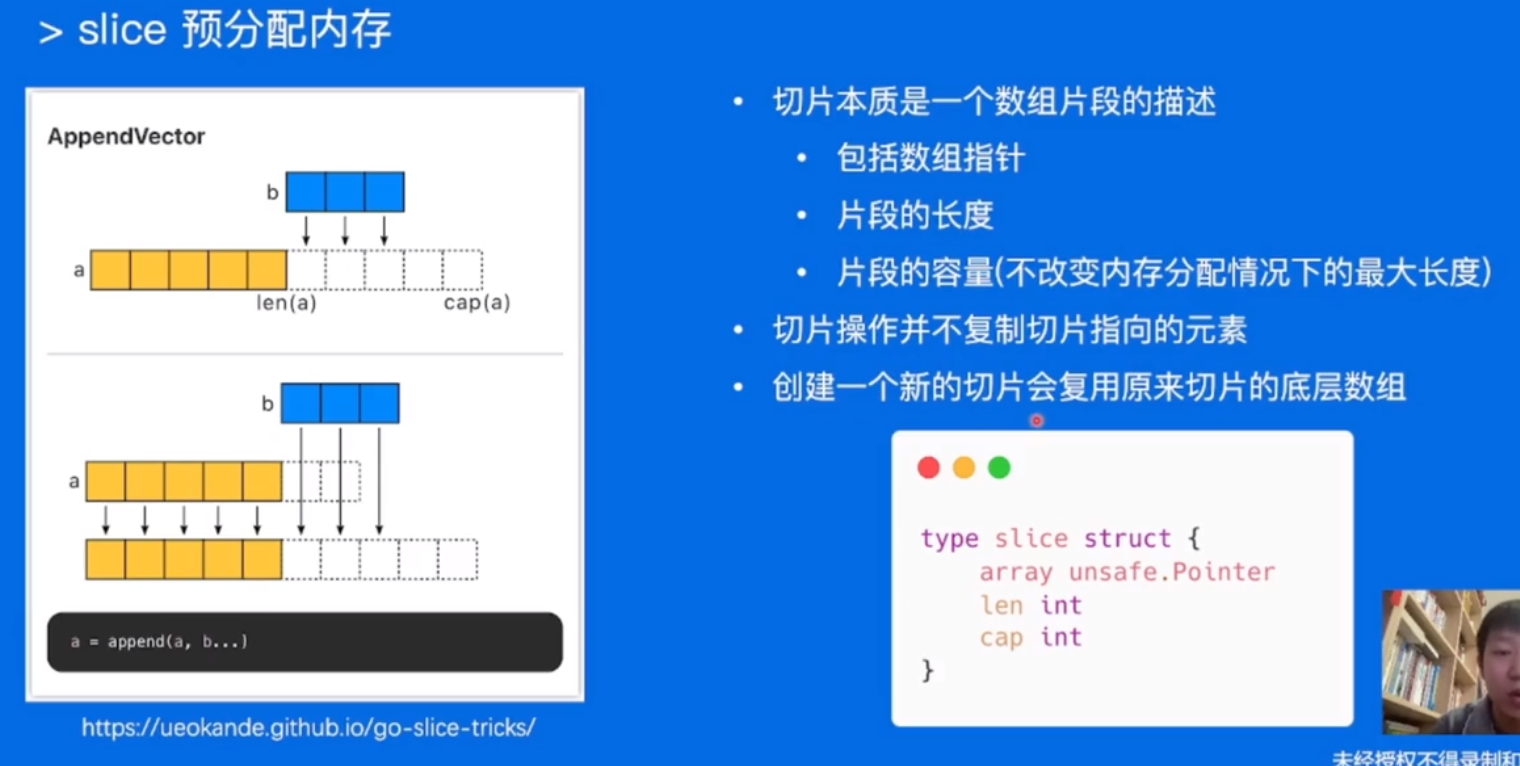 > slice 预分配内存
AppendVector
b
a
len(a)
cap(a)
b
a
a = append(a, b...)
https://ueokande.github.io/go-slice-tricks/
• 切片本质是一个数组片段的描述
• 包括数组指针
• 片段的长度
• 片段的容量(不改变内存分配情况下的最大长度)
• 切片操作并不复制切片指向的元素
• 创建一个新的切片会复用原来切片的底层数组
type slice struct {
    array unsafe.Pointer
    len int
    cap int
}
未经授权不得录制和